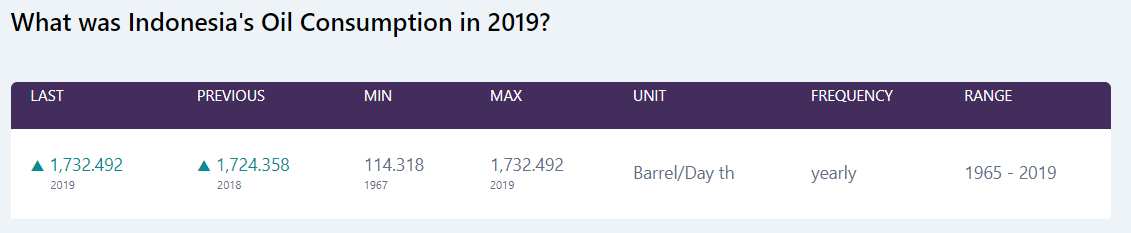 What was Indonesia's Oil Consumption in 2019?
LAST PREVIOUS MIN MAX UNIT FREQUENCY RANGE
▲ 1,732.492 ▲ 1,724.358 114.318 1,732.492 Barrel/Day th yearly 1965 - 2019
2019 2018 1967 2019